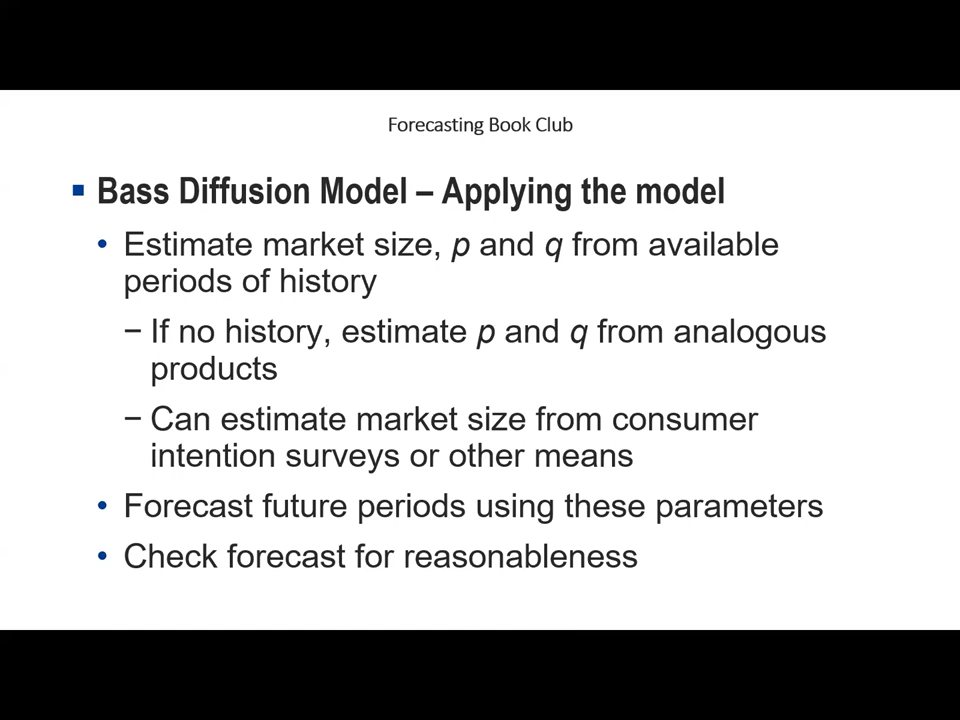 Forecasting Book Club
▪ Bass Diffusion Model – Applying the model
• Estimate market size, p and q from available
periods of history
− If no history, estimate p and q from analogous
products
− Can estimate market size from consumer
intention surveys or other means
• Forecast future periods using these parameters
• Check forecast for reasonableness